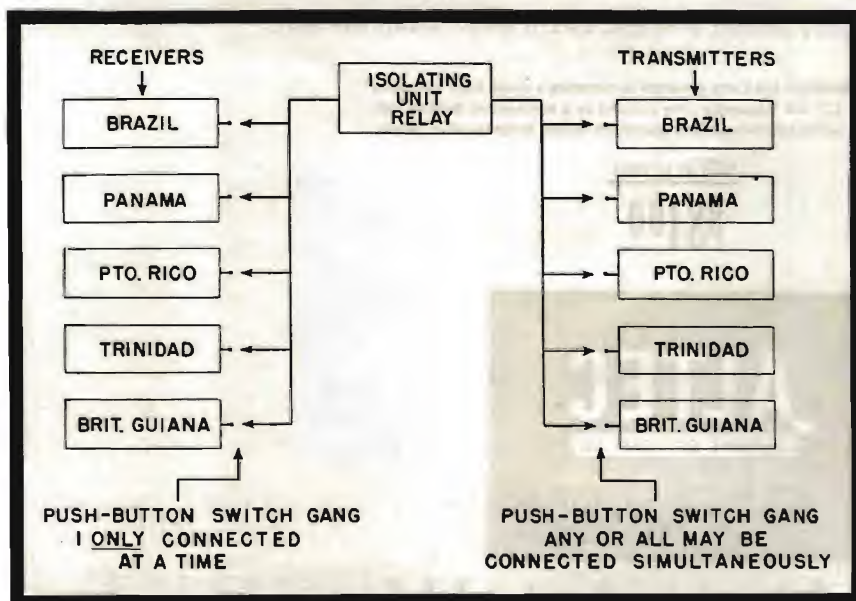 RECEIVERS
BRAZIL
PANAMA
PTO. RICO
TRINIDAD
BRIT. GUIANA
PUSH-BUTTON SWITCH GANG
1 ONLY CONNECTED
AT A TIME
ISOLATING
UNIT
RELAY
TRANSMITTERS
BRAZIL
PANAMA
PTO. RICO
TRINIDAD
BRIT. GUIANA
PUSH-BUTTON SWITCH GANG
ANY OR ALL MAY BE
CONNECTED SIMULTANEOUSLY